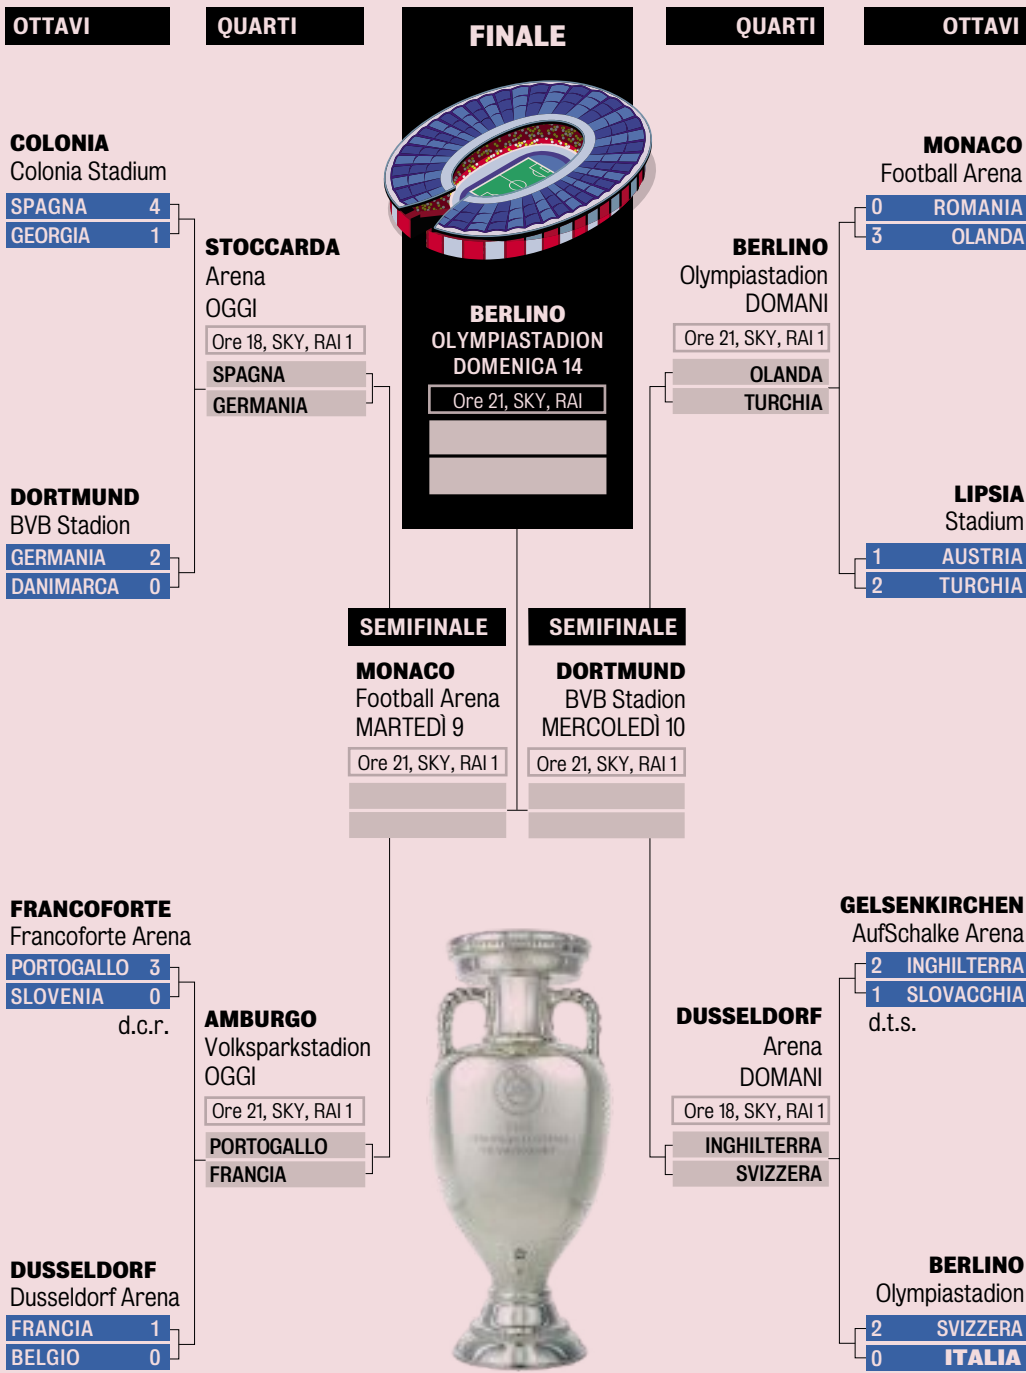 OTTAVI
QUARTI
FINALE
QUARTI
OTTAVI
COLONIA
Colonia Stadium
SPAGNA 4
GEORGIA 1
STOCCARDA
Arena
OGGI
Ore 18, SKY, RAI 1
SPAGNA
GERMANIA
DORTMUND
BVB Stadion
GERMANIA 2
DANIMARCA 0
BERLINO
OLYMPIASTADION
DOMENICA 14
Ore 21, SKY, RAI
BERLINO
Olympiastadion
DOMANI
Ore 21, SKY, RAI 1
OLANDA
TURCHIA
MONACO
Football Arena
0 ROMANIA
3 OLANDA
LIPSIA
Stadium
1 AUSTRIA
2 TURCHIA
SEMIFINALE
MONACO
Football Arena
MARTEDÌ 9
Ore 21, SKY, RAI 1
SEMIFINALE
DORTMUND
BVB Stadion
MERCOLEDÌ 10
Ore 21, SKY, RAI 1
FRANCOFORTE
Francoforte Arena
PORTOGALLO 3
SLOVENIA 0
d.c.r.
AMBURGO
Volksparkstadion
OGGI
Ore 21, SKY, RAI 1
PORTOGALLO
FRANCIA
DUSSELDORF
Dusseldorf Arena
FRANCIA 1
BELGIO 0
DUSSELDORF
Arena
DOMANI
Ore 18, SKY, RAI 1
INGHILTERRA
SVIZZERA
GELSENKIRCHEN
AufSchalke Arena
2 INGHILTERRA
1 SLOVACCHIA
d.t.s.
BERLINO
Olympiastadion
2 SVIZZERA
0 ITALIA